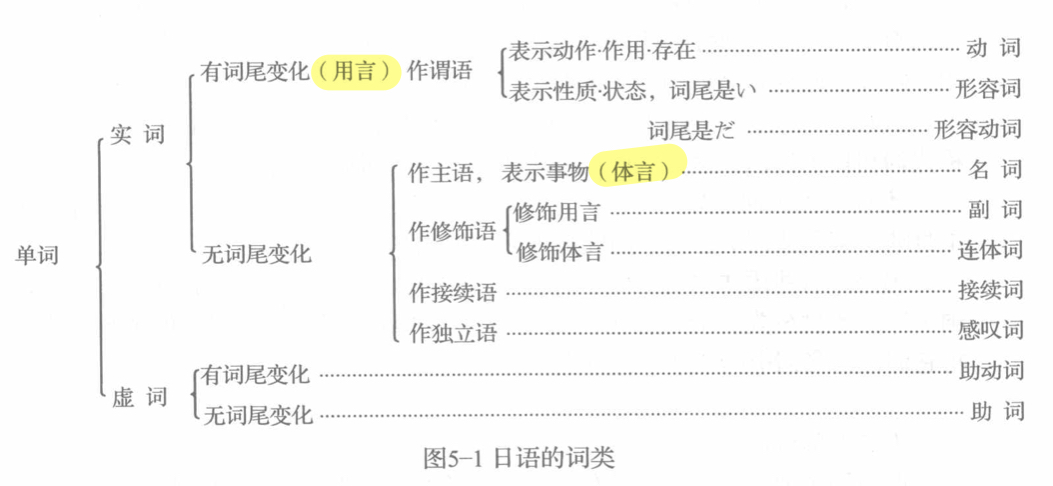 表示动作·作用·存在 …… 动 词
有词尾变化（用言）作谓语
表示性质·状态，词尾是い …… 形容词
实 词
词尾是だ …… 形容动词
作主语，表示事物（体言） …… 名 词
修饰用言 …… 副 词
作修饰语
单词
无词尾变化
修饰体言 …… 连体词
作接续语 …… 接续词
作独立语 …… 感叹词
有词尾变化 …… 助动词
虚 词
无词尾变化 …… 助 词
图5-1 日语的词类